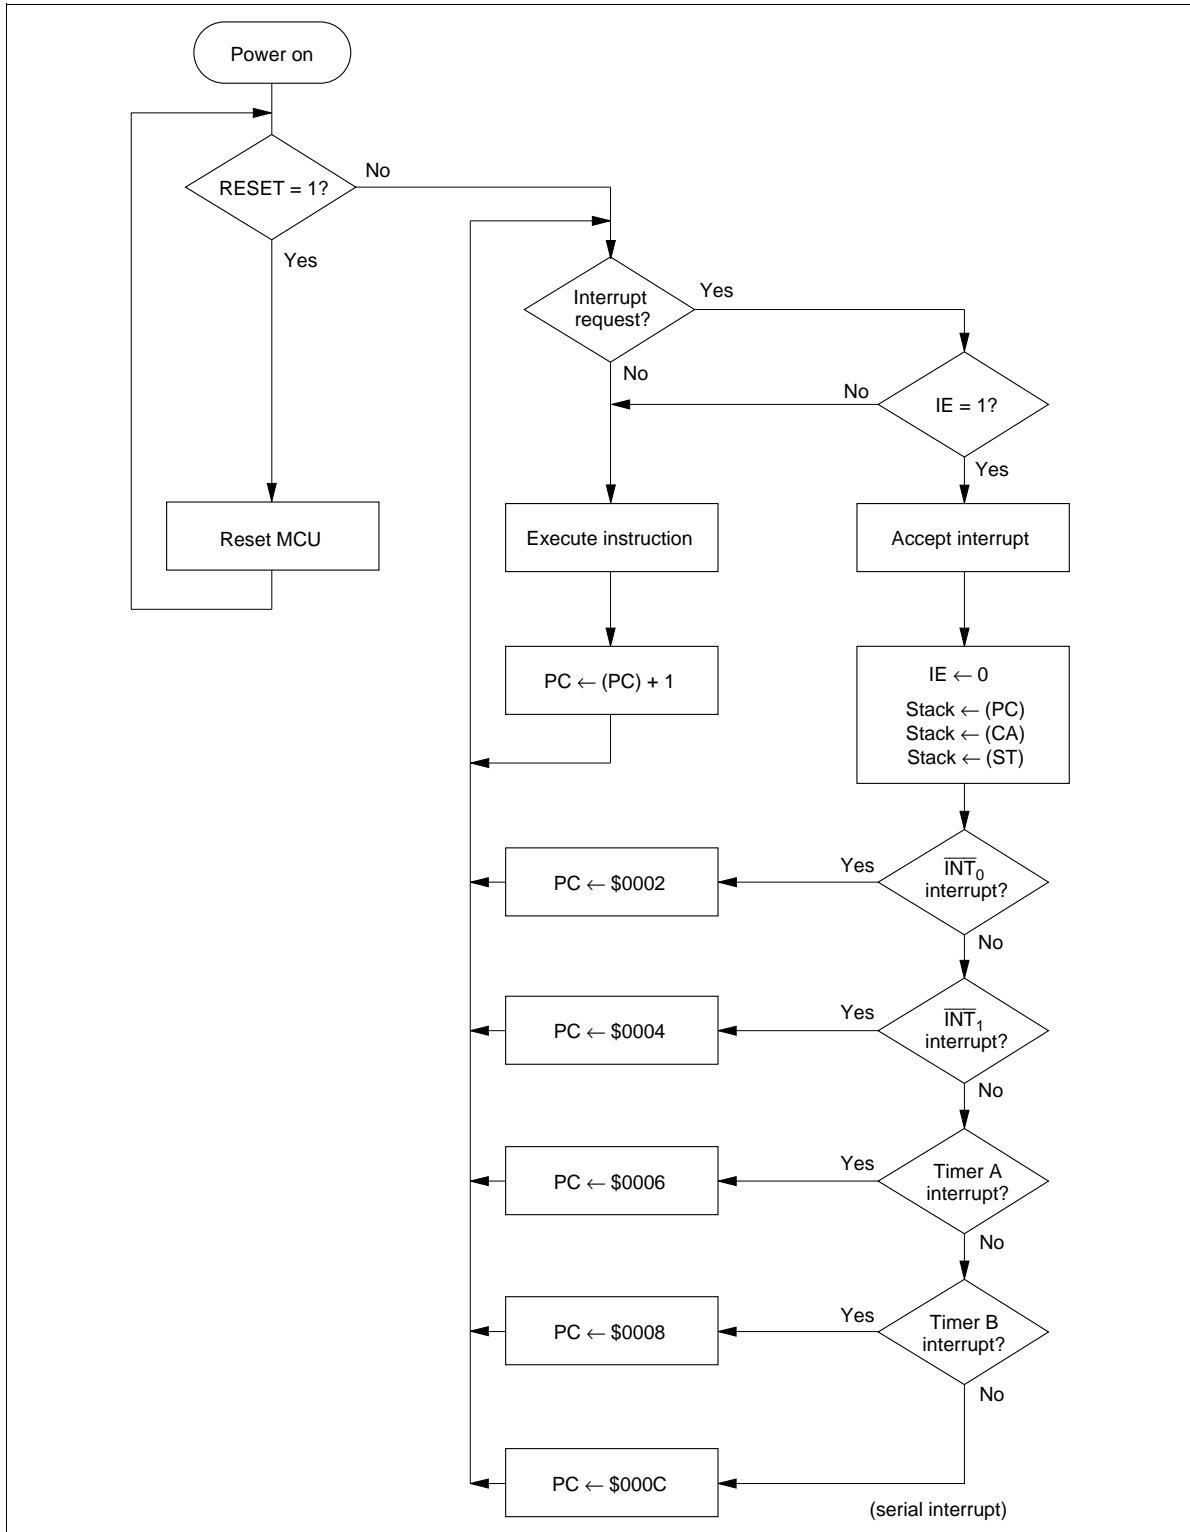 Power on
RESET = 1?
No
Yes
Interrupt
request?
Yes
No
IE = 1?
No
Yes
Reset MCU
Execute instruction
Accept interrupt
PC ← (PC) + 1
IE ← 0
Stack ← (PC)
Stack ← (CA)
Stack ← (ST)
PC ← $0002
Yes
I̅N̅T̅₀
interrupt?
No
PC ← $0004
Yes
I̅N̅T̅₁
interrupt?
No
PC ← $0006
Yes
Timer A
interrupt?
No
PC ← $0008
Yes
Timer B
interrupt?
No
PC ← $000C
(serial interrupt)